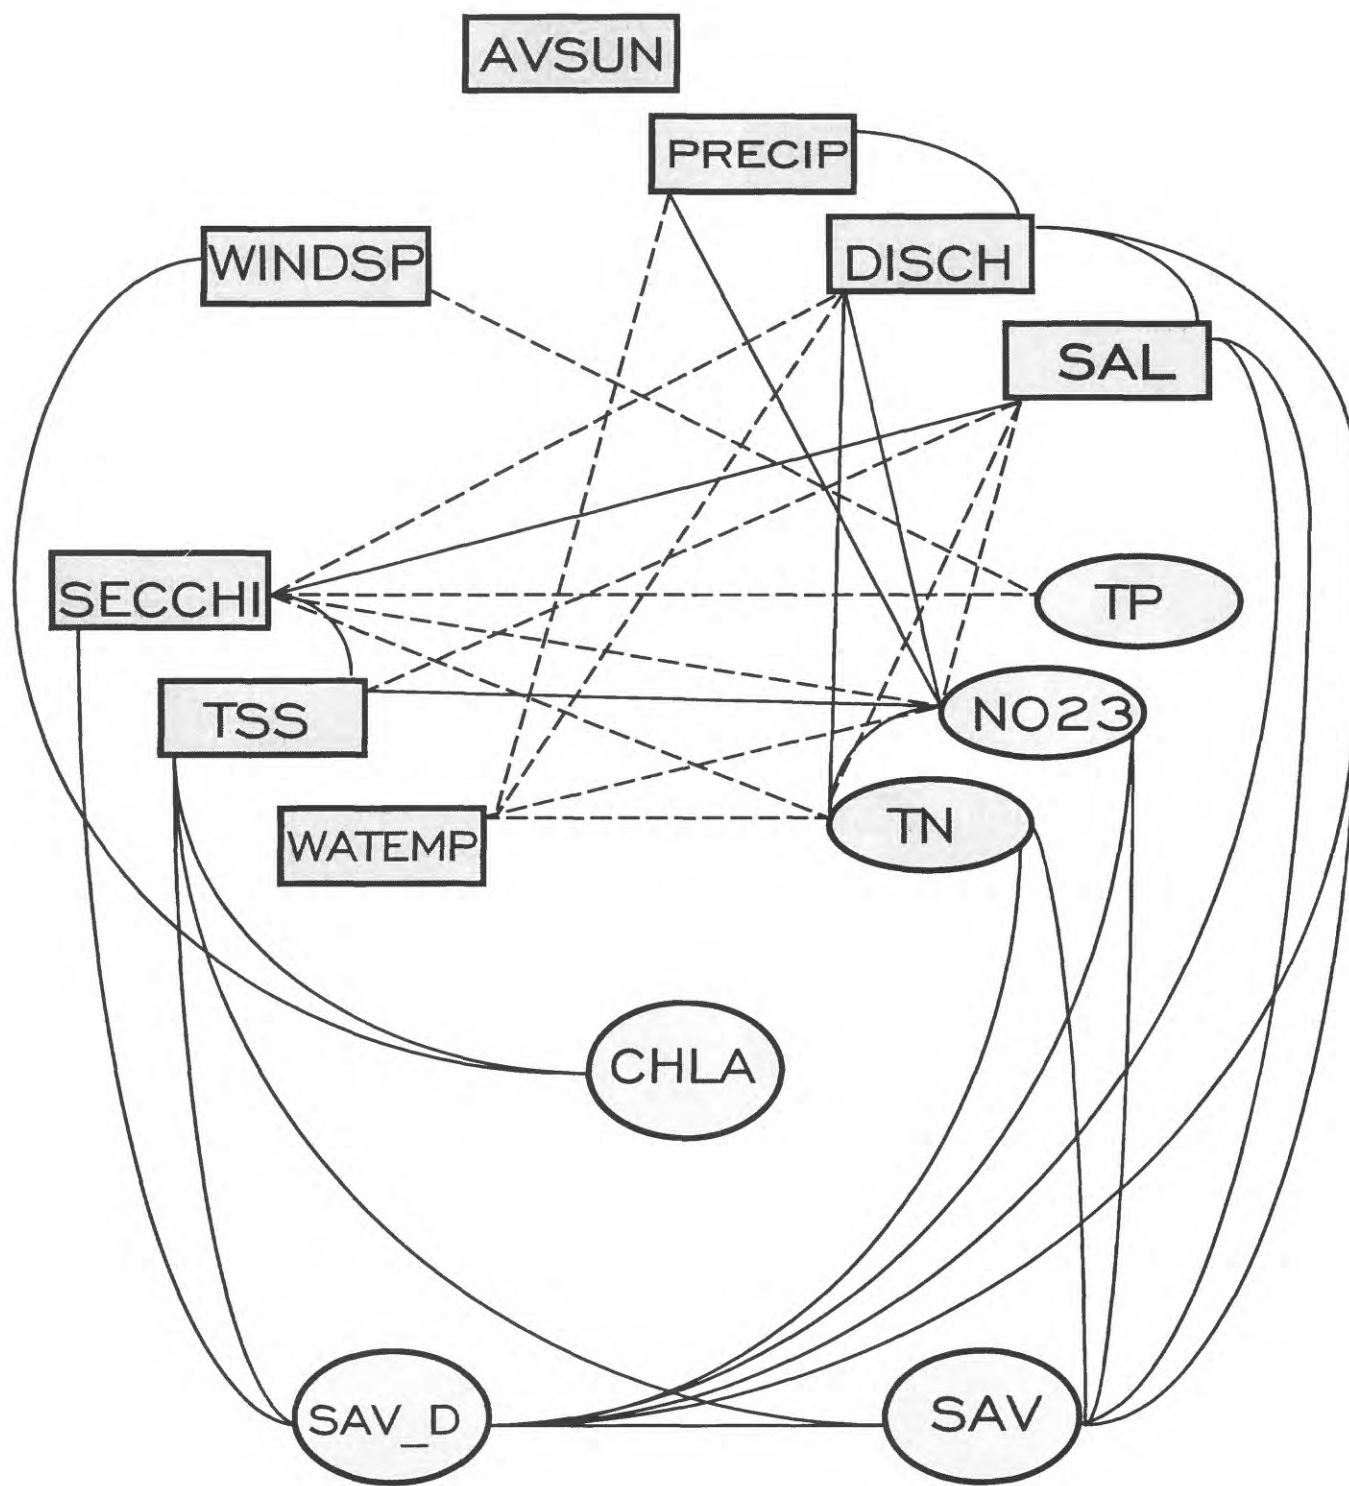 AVSUN
PRECIP
WINDSP
DISCH
SAL
SECCHI
TP
TSS
NO23
WATEMP
TN
CHLA
SAV_D
SAV